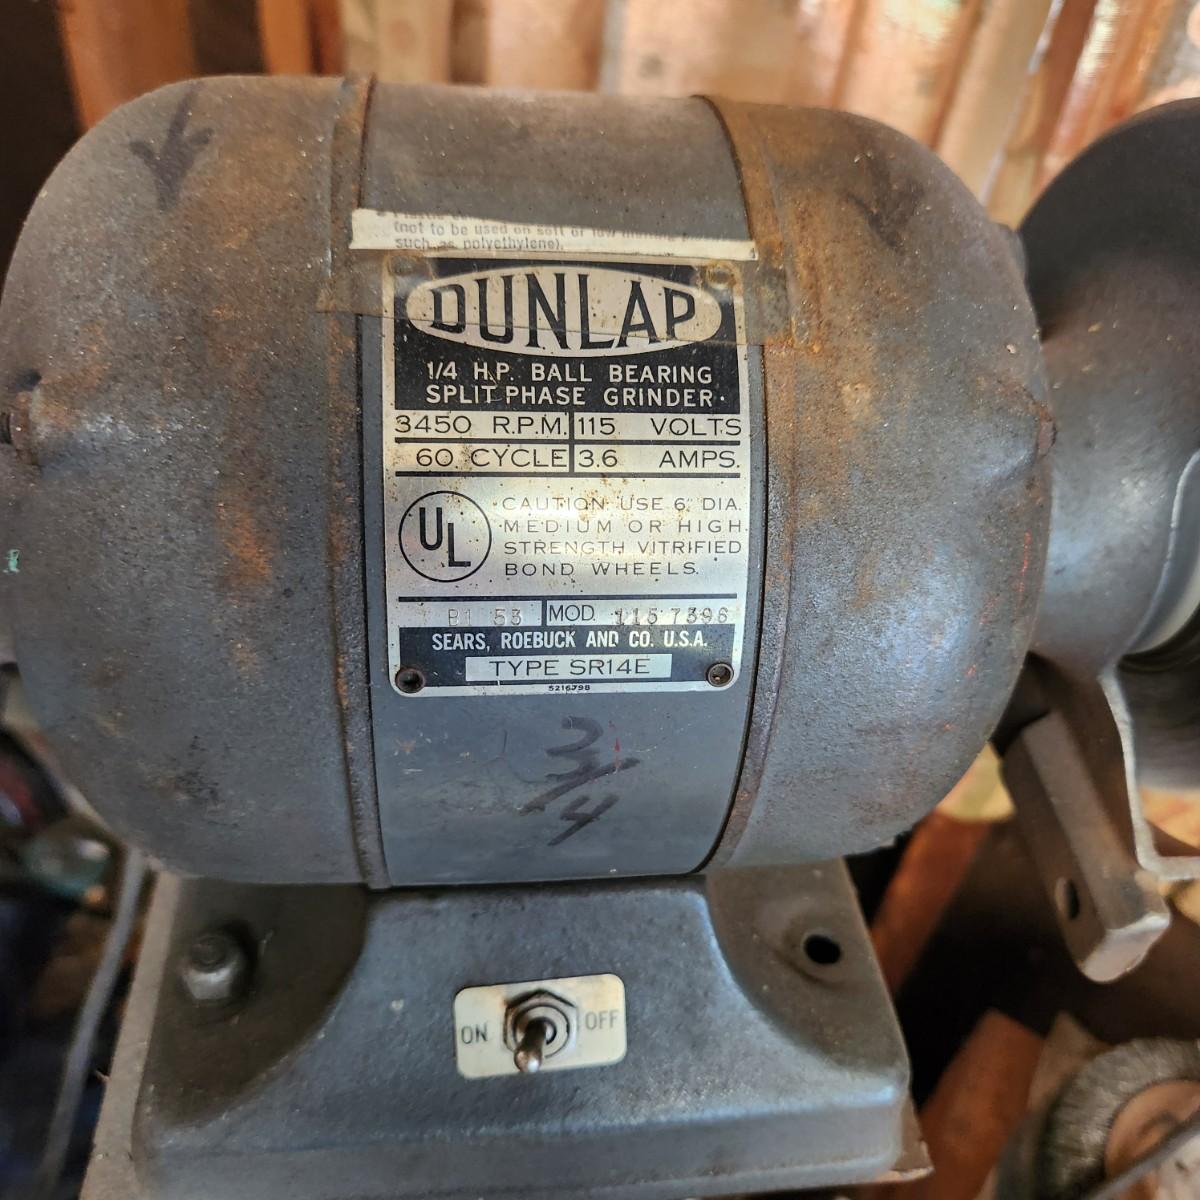 (not to be used on soft or low
such as polyethylene).
DUNLAP
1/4 H.P. BALL BEARING
SPLIT PHASE GRINDER.
3450 R.P.M. 115 VOLTS
60 CYCLE 3.6 AMPS.
UL
CAUTION USE 6" DIA.
MEDIUM OR HIGH
STRENGTH VITRIFIED
BOND WHEELS.
B1 53 MOD. 115 7396
SEARS, ROEBUCK AND CO. U.S.A.
TYPE SR14E
5216798
3/4
ON OFF